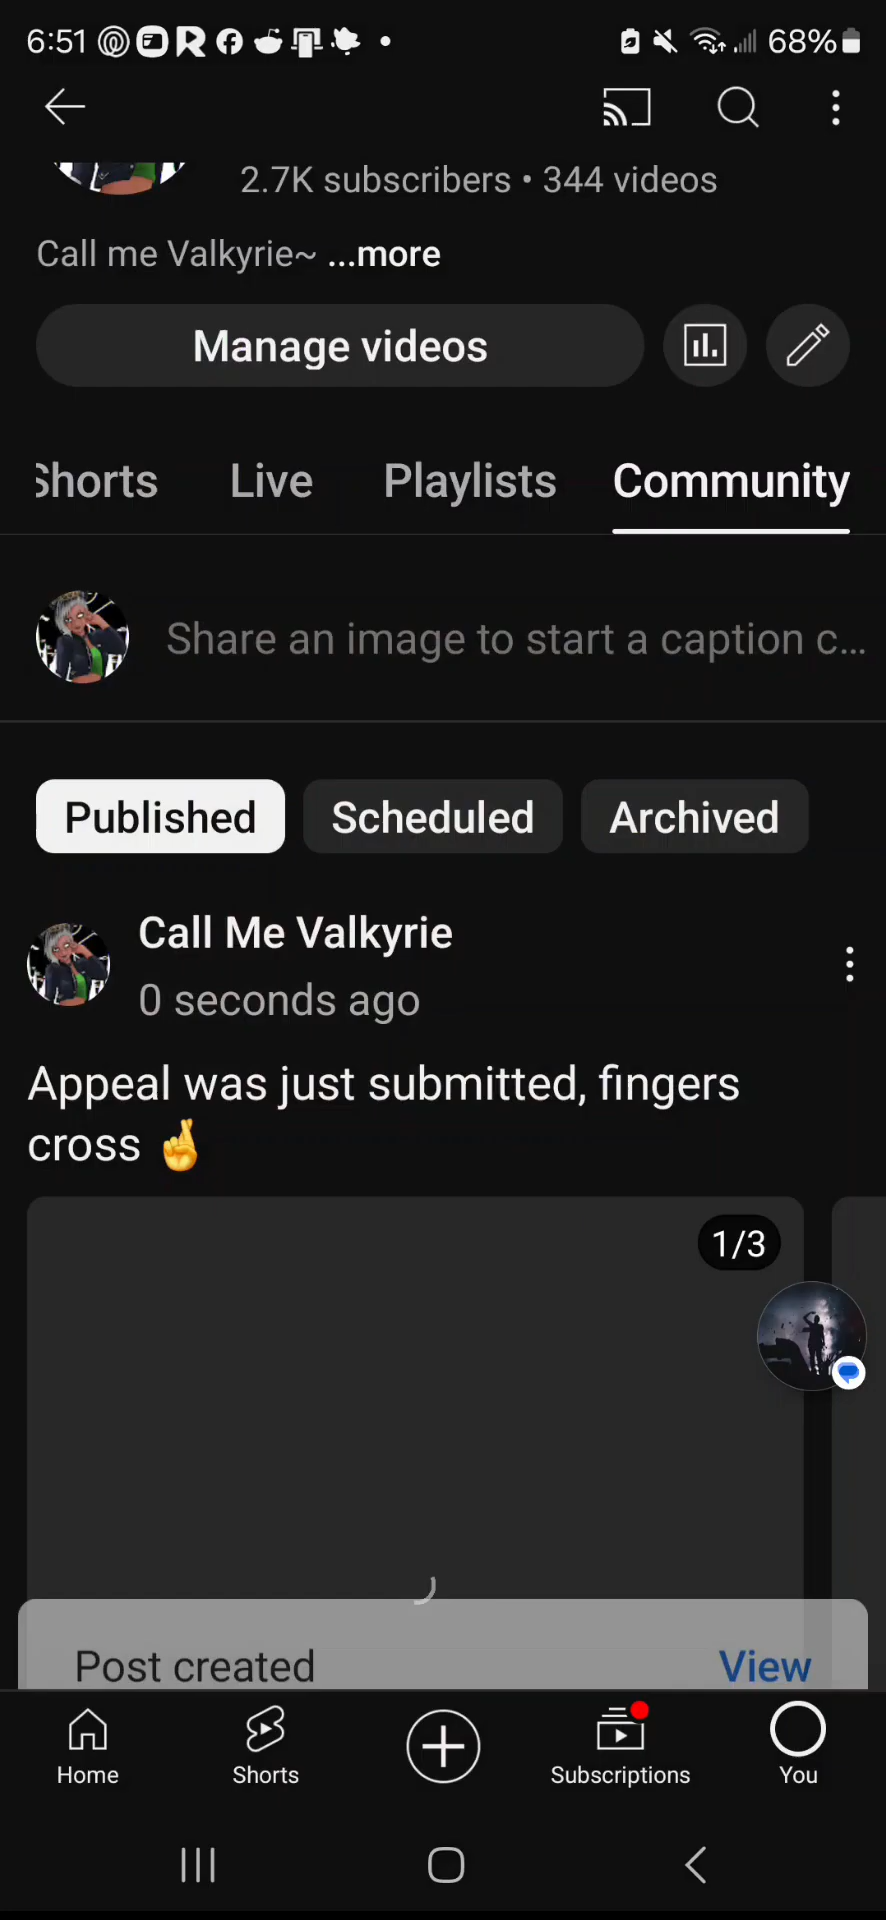 6:51 68%
2.7K subscribers • 344 videos
Call me Valkyrie~ ...more
Manage videos
Shorts Live Playlists Community
Share an image to start a caption c...
Published Scheduled Archived
Call Me Valkyrie
0 seconds ago
Appeal was just submitted, fingers
cross 🤞
1/3
Post created View
Home Shorts Subscriptions You